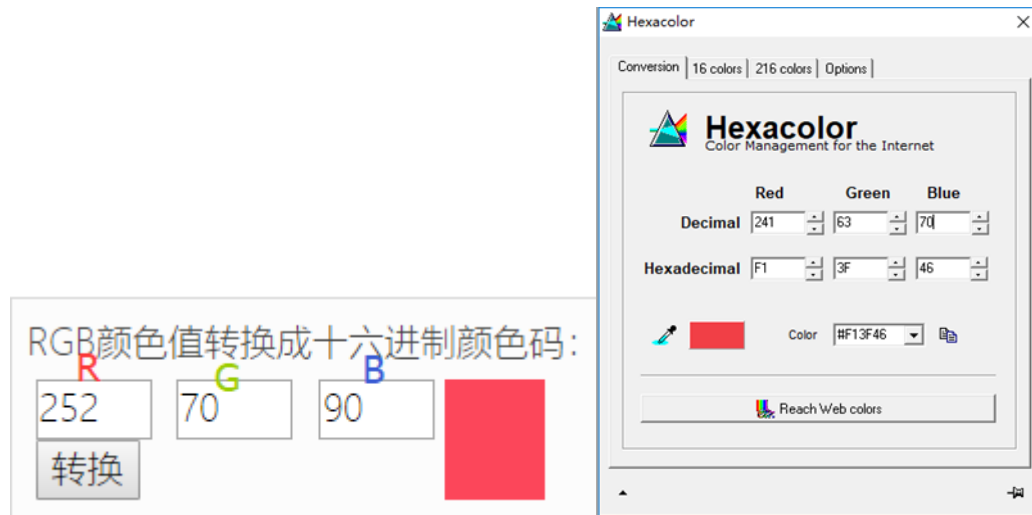 RGB颜色值转换成十六进制颜色码：
R G B
252 70 90
转换
Hexacolor
Conversion 16 colors 216 colors Options
Hexacolor
Color Management for the Internet
Red Green Blue
Decimal 241 63 70
Hexadecimal F1 3F 46
Color #F13F46
Reach Web colors